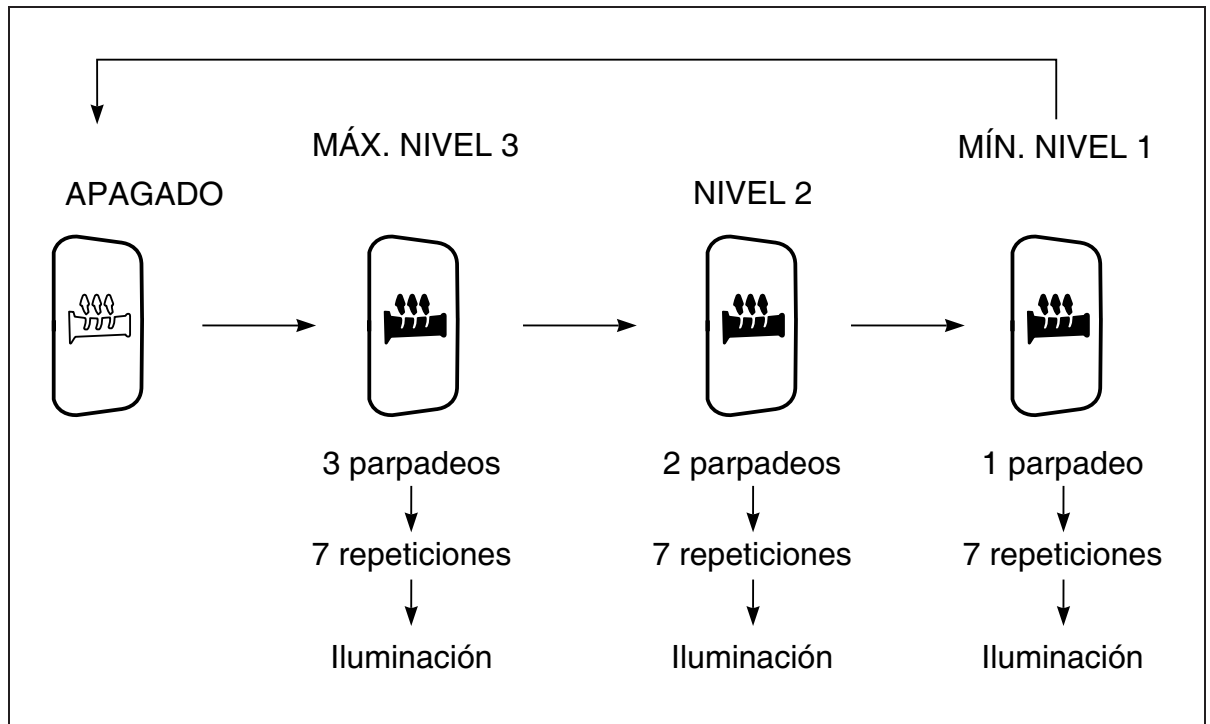 MÁX. NIVEL 3
MÍN. NIVEL 1
APAGADO
NIVEL 2
3 parpadeos
2 parpadeos
1 parpadeo
7 repeticiones
7 repeticiones
7 repeticiones
Iluminación
Iluminación
Iluminación